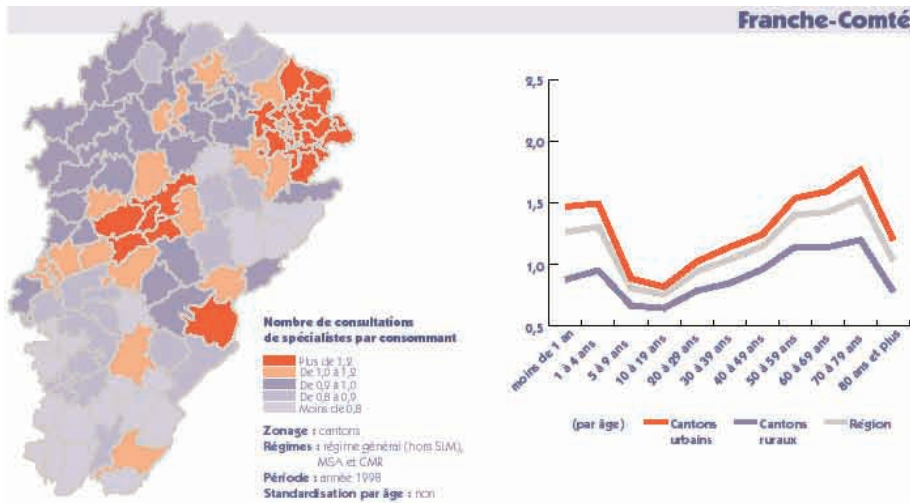 Franche-Comté
Nombre de consultations
de spécialistes par consommant
Plus de 1,2
De 1,0 à 1,2
De 0,9 à 1,0
De 0,8 à 0,9
Moins de 0,8
Zonage : cantons
Régimes : régime général (hors SLM),
MSA et CMR
Période : année 1998
Standardisation par âge : non
2,5
2,0
1,5
1,0
0,5
moins de 1 an
1 à 4 ans
5 à 9 ans
10 à 19 ans
20 à 29 ans
30 à 39 ans
40 à 49 ans
50 à 59 ans
60 à 69 ans
70 à 79 ans
80 ans et plus
(par âge)
Cantons
urbains
Cantons
ruraux
Région